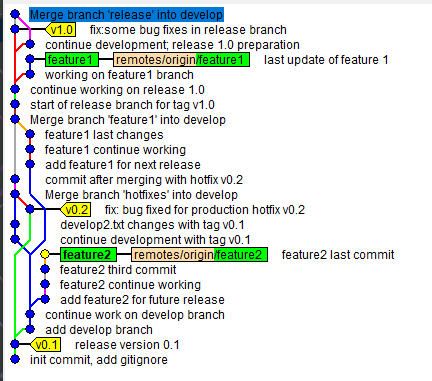 Merge branch 'release' into develop
v1.0 fix:some bug fixes in release branch
continue development; release 1.0 preparation
feature1 remotes/origin/feature1 last update of feature 1
working on feature1 branch
continue working on release 1.0
start of release branch for tag v1.0
Merge branch 'feature1' into develop
feature1 last changes
feature1 continue working
add feature1 for next release
commit after merging with hotfix v0.2
Merge branch 'hotfixes' into develop
v0.2 fix: bug fixed for production hotfix v0.2
develop2.txt changes with tag v0.1
continue development with tag v0.1
feature2 remotes/origin/feature2 feature2 last commit
feature2 third commit
feature2 continue working
add feature2 for future release
continue work on develop branch
add develop branch
v0.1 release version 0.1
init commit, add gitignore